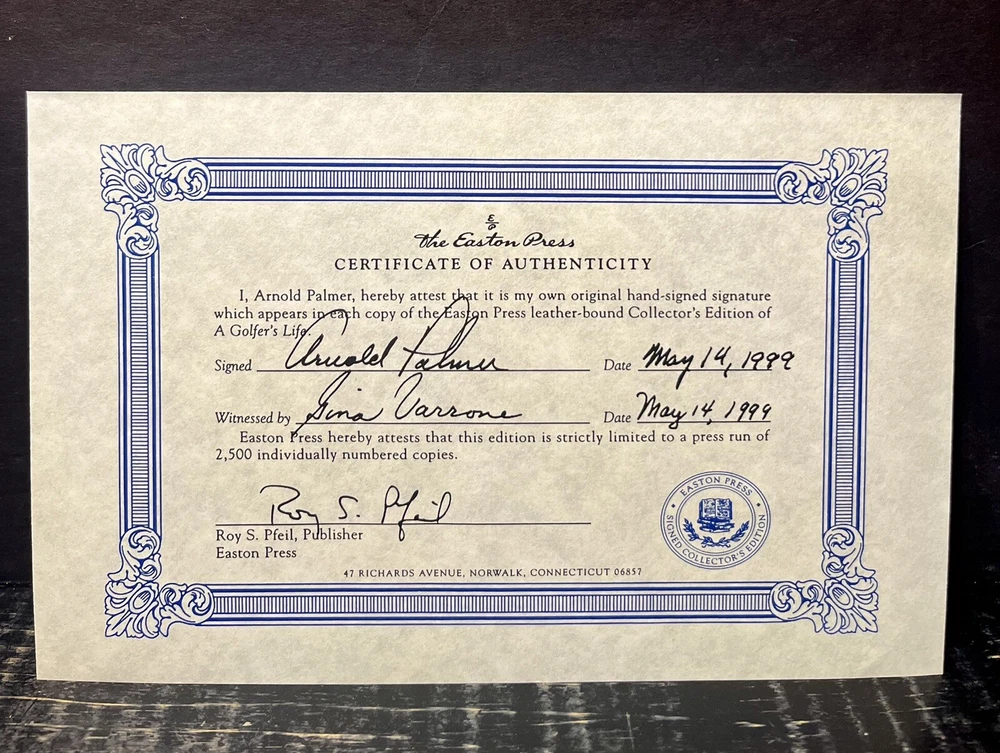 E/P
the Easton Press
CERTIFICATE OF AUTHENTICITY
I, Arnold Palmer, hereby attest that it is my own original hand-signed signature
which appears in each copy of the Easton Press leather-bound Collector's Edition of
A Golfer's Life.
Signed Arnold Palmer Date May 14, 1999
Witnessed by Gina Varrone Date May 14, 1999
Easton Press hereby attests that this edition is strictly limited to a press run of
2,500 individually numbered copies.
Roy S. Pfeil
Roy S. Pfeil, Publisher
Easton Press
EASTON PRESS
SIGNED COLLECTOR'S EDITION
47 RICHARDS AVENUE, NORWALK, CONNECTICUT 06857